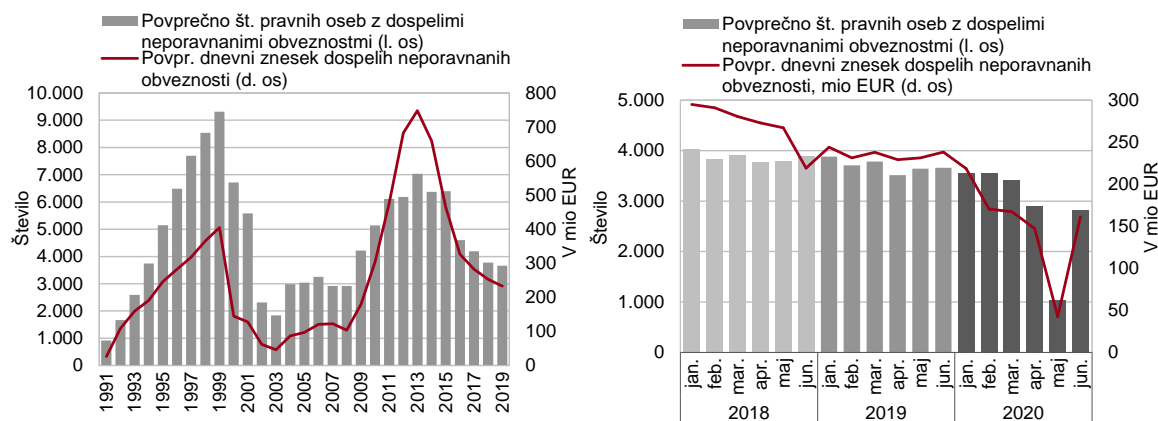 Povprečno št. pravnih oseb z dospelimi
neporavnanimi obveznostmi (l. os)
Povpr. dnevni znesek dospelih neporavnanih
obveznosti (d. os)
10.000
9.000
8.000
7.000
6.000
5.000
4.000
3.000
2.000
1.000
0
Število
800
700
600
500
400
300
200
100
0
V mio EUR
1991
1993
1995
1997
1999
2001
2003
2005
2007
2009
2011
2013
2015
2017
2019
Povprečno št. pravnih oseb z dospelimi
neporavnanimi obveznostmi (l. os)
Povpr. dnevni znesek dospelih neporavnanih
obveznosti, mio EUR (d. os)
5.000
4.000
3.000
2.000
1.000
0
Število
300
250
200
150
100
50
0
V mio EUR
jan.
feb.
mar.
apr.
maj
jun.
jan.
feb.
mar.
apr.
maj
jun.
jan.
feb.
mar.
apr.
maj
jun.
2018
2019
2020